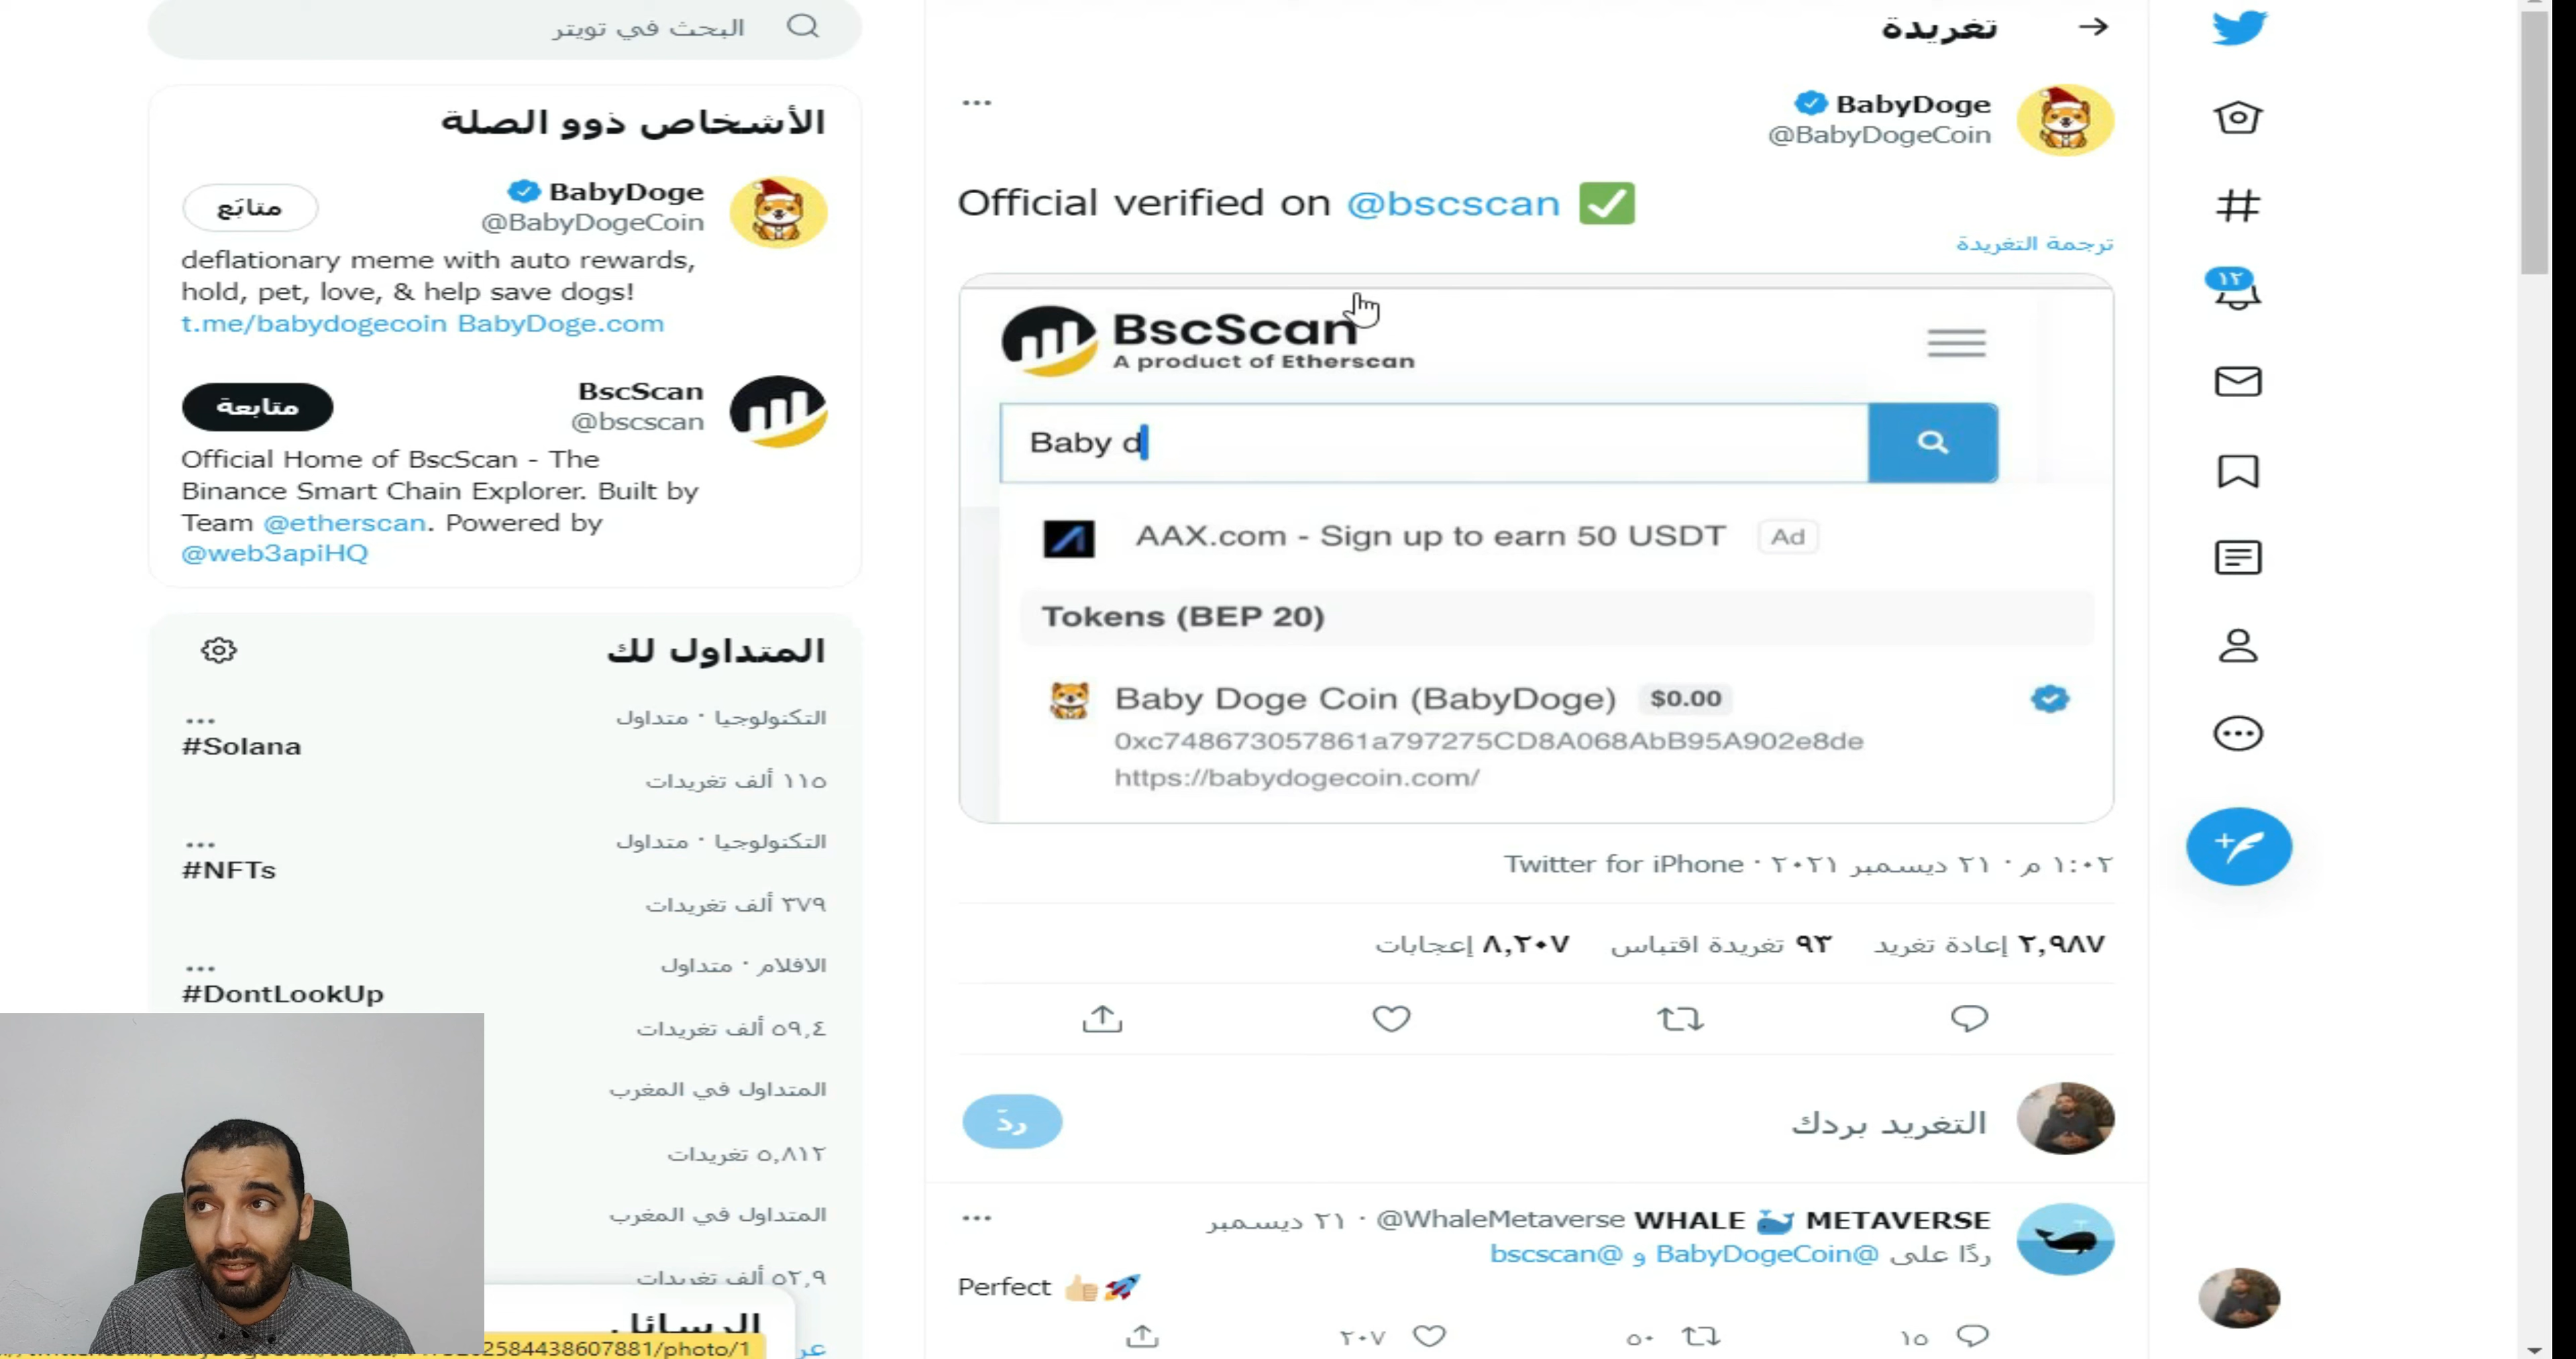 تغريدة
BabyDoge
@BabyDogeCoin
Official verified on @bscscan
ترجمة التغريدة
BscScan
A product of Etherscan
Baby d
AAX.com - Sign up to earn 50 USDT Ad
Tokens (BEP 20)
Baby Doge Coin (BabyDoge) $0.00
0xc748673057861a797275CD8A068AbB95A902e8de
https://babydogecoin.com/
١:٠٢ م · ٢١ ديسمبر ٢٠٢١ · Twitter for iPhone
٢,٩٨٧ إعادة تغريد ٩٣ تغريدة اقتباس ٨,٢٠٧ إعجابات
التغريد بردك
ردّ
WHALE METAVERSE @WhaleMetaverse · ٢١ ديسمبر
ردًا على @BabyDogeCoin و @bscscan
Perfect
١٥ ٥٠ ٢٠٧
١٢
البحث في تويتر
الأشخاص ذوو الصلة
BabyDoge
@BabyDogeCoin
متابَع
deflationary meme with auto rewards,
hold, pet, love, & help save dogs!
t.me/babydogecoin BabyDoge.com
BscScan
@bscscan
متابعة
Official Home of BscScan - The
Binance Smart Chain Explorer. Built by
Team @etherscan. Powered by
@web3apiHQ
المتداول لك
التكنولوجيا · متداول
#Solana
١١٥ ألف تغريدات
التكنولوجيا · متداول
#NFTs
٣٧٩ ألف تغريدات
الافلام · متداول
#DontLookUp
٥٩,٤ ألف تغريدات
المتداول في المغرب
٥,٨١٢ تغريدات
المتداول في المغرب
٥٢,٩ ألف تغريدات
الرسائل
2584438607881/photo/1